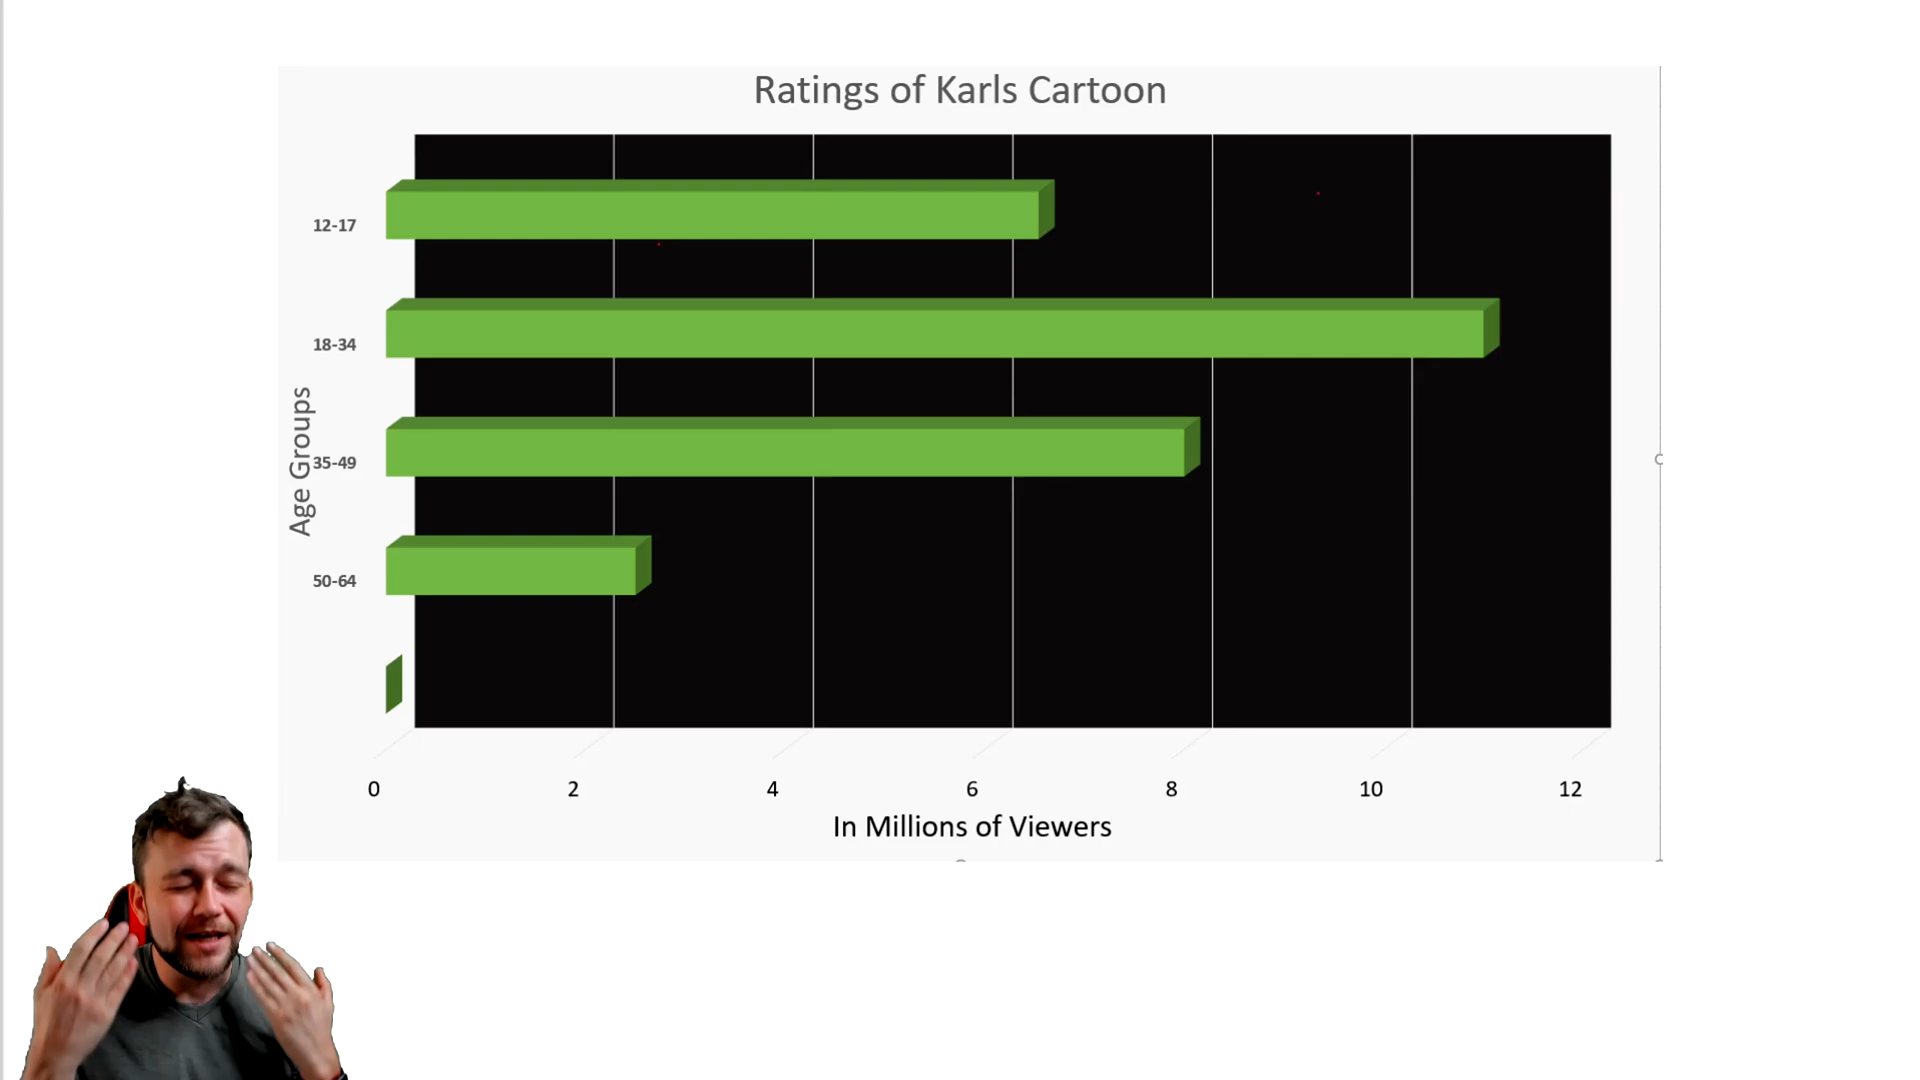 Ratings of Karls Cartoon
Age Groups
12-17
18-34
35-49
50-64
0 2 4 6 8 10 12
In Millions of Viewers